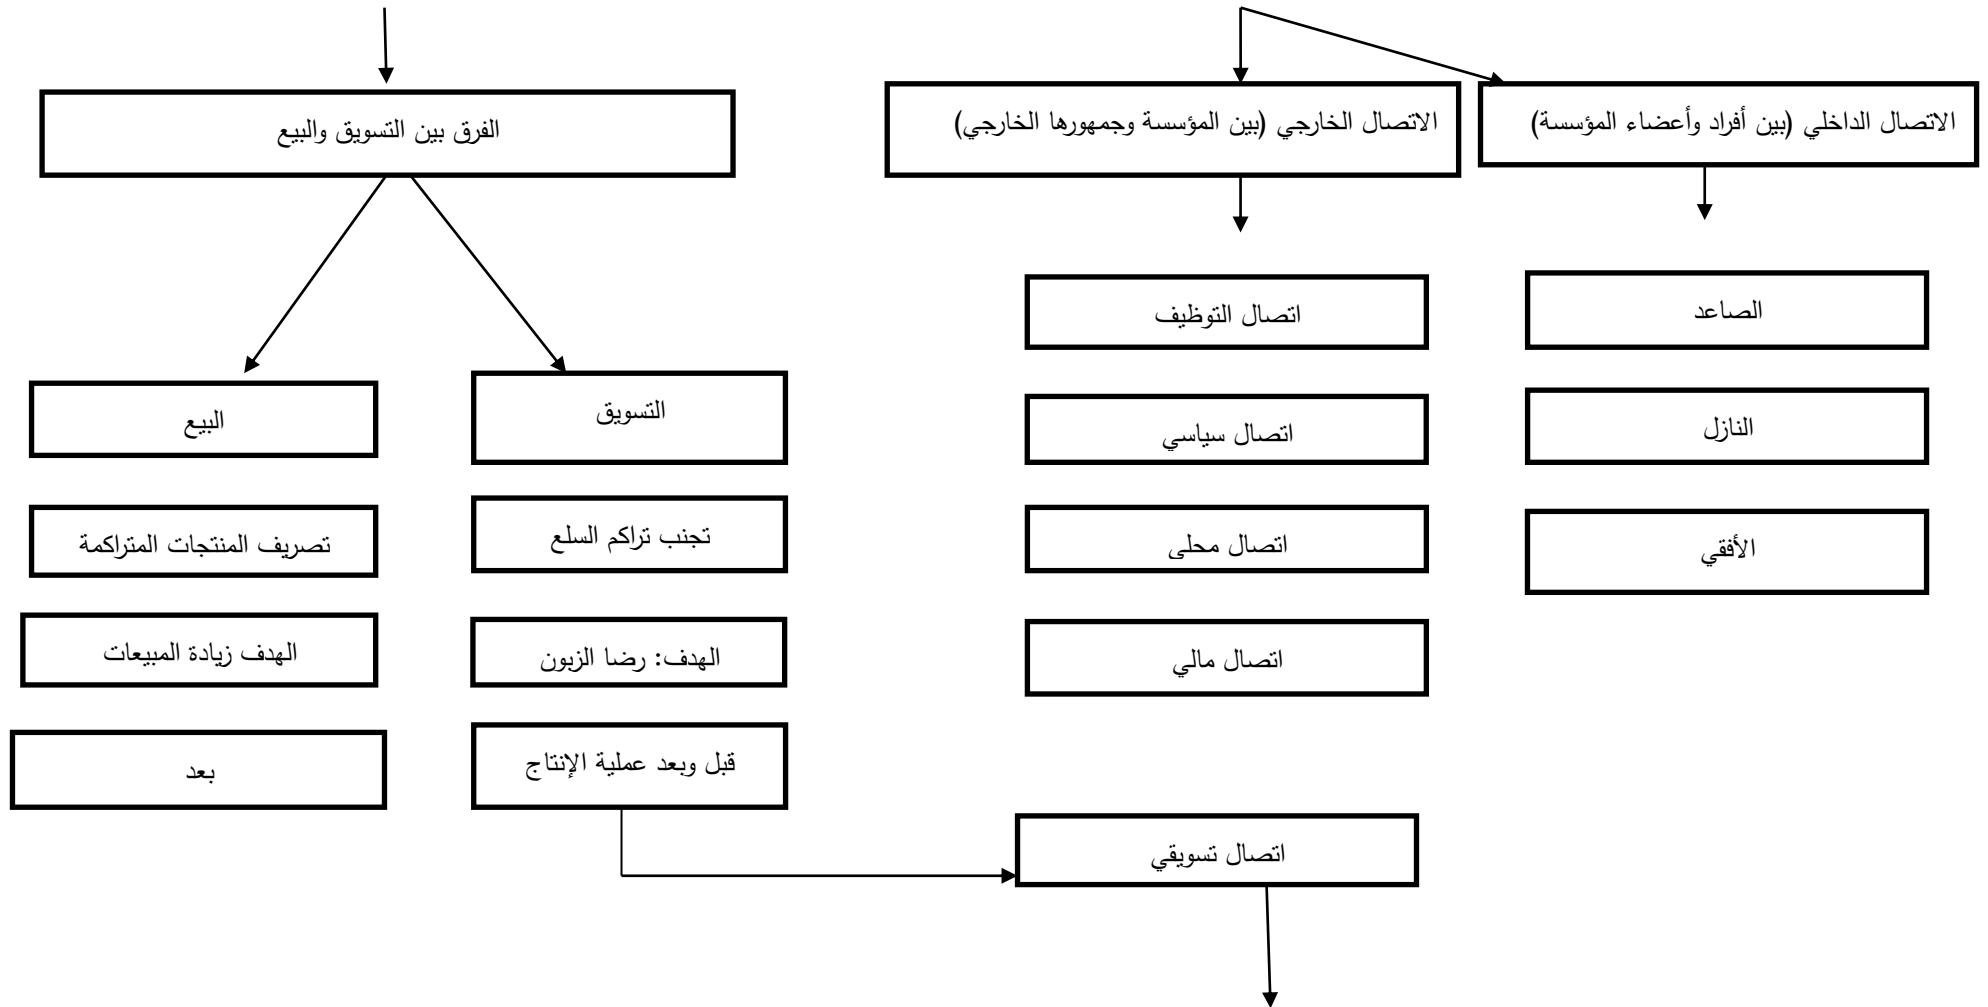 الاتصال الداخلي (بين أفراد وأعضاء المؤسسة)
الاتصال الخارجي (بين المؤسسة وجمهورها الخارجي)
الفرق بين التسويق والبيع
الصاعد
النازل
الأفقي
اتصال التوظيف
اتصال سياسي
اتصال محلي
اتصال مالي
التسويق
تجنب تراكم السلع
الهدف: رضا الزبون
قبل وبعد عملية الإنتاج
البيع
تصريف المنتجات المتراكمة
الهدف زيادة المبيعات
بعد
اتصال تسويقي